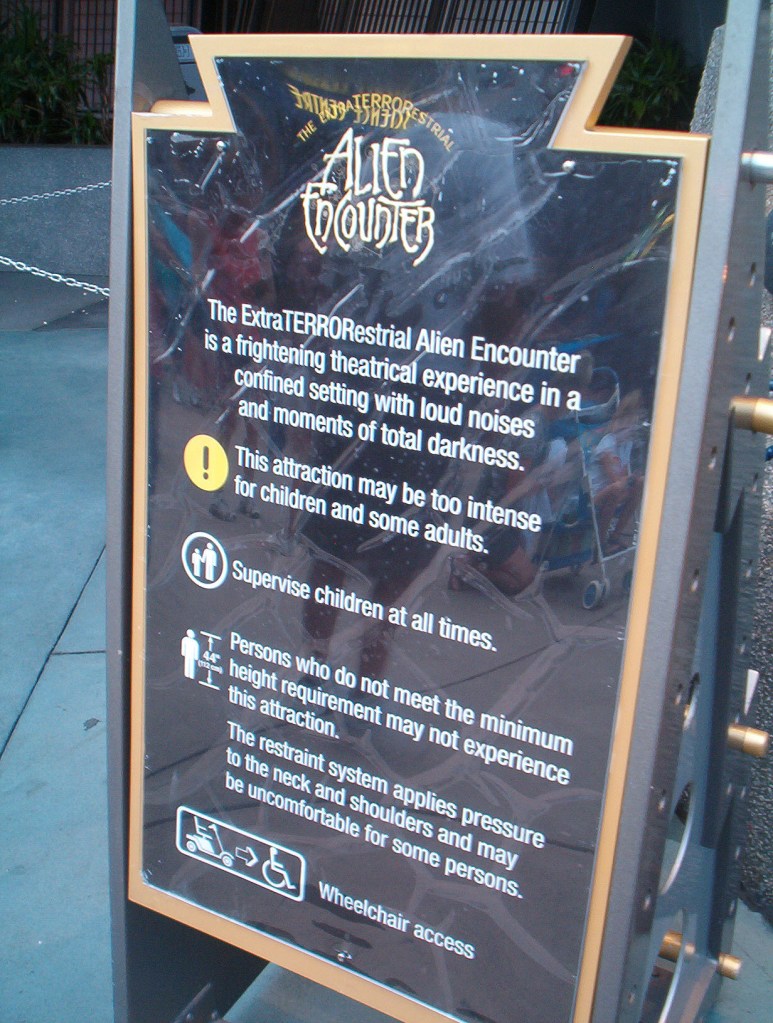 THE EXTRATERRORESTRIAL
ALIEN
ENCOUNTER
The ExtraTERRORestrial Alien Encounter
is a frightening theatrical experience in a
confined setting with loud noises
and moments of total darkness.
!
This attraction may be too intense
for children and some adults.
Supervise children at all times.
44"
(112 cm)
Persons who do not meet the minimum
height requirement may not experience
this attraction.
The restraint system applies pressure
to the neck and shoulders and may
be uncomfortable for some persons.
Wheelchair access